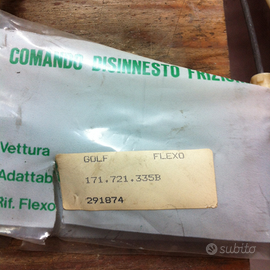 COMANDO DISINNESTO FRIZI
Vettura
GOLF FLEXO
Adattab
171.721.335B
Rif. Flexo
291874
subito